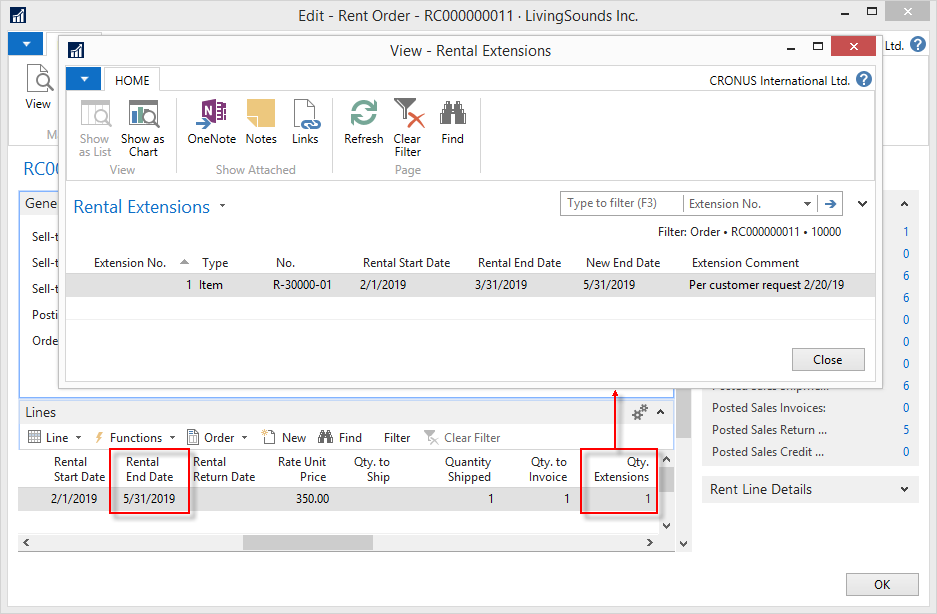 Edit - Rent Order - RC000000011 · LivingSounds Inc.
View - Rental Extensions
Ltd.
HOME
CRONUS International Ltd.
View
Show as List
Show as Chart
OneNote
Notes
Links
Refresh
Clear Filter
Find
View
Show Attached
Page
M
RC00
Rental Extensions
Type to filter (F3)
Extension No.
Filter: Order • RC000000011 • 10000
Gene
Sell-t
Sell-t
Sell-t
Posti
Orde
Extension No. Type No. Rental Start Date Rental End Date New End Date Extension Comment
1 Item R-30000-01 2/1/2019 3/31/2019 5/31/2019 Per customer request 2/20/19
Close
1
0
6
6
0
0
0
6
Posted Sales Invoices: 0
Posted Sales Return ... 5
Posted Sales Credit ... 0
Rent Line Details
Lines
Line Functions Order New Find Filter Clear Filter
Rental Start Date Rental End Date Rental Return Date Rate Unit Price Qty. to Ship Quantity Shipped Qty. to Invoice Qty. Extensions
2/1/2019 5/31/2019 350.00 1 1 1
OK